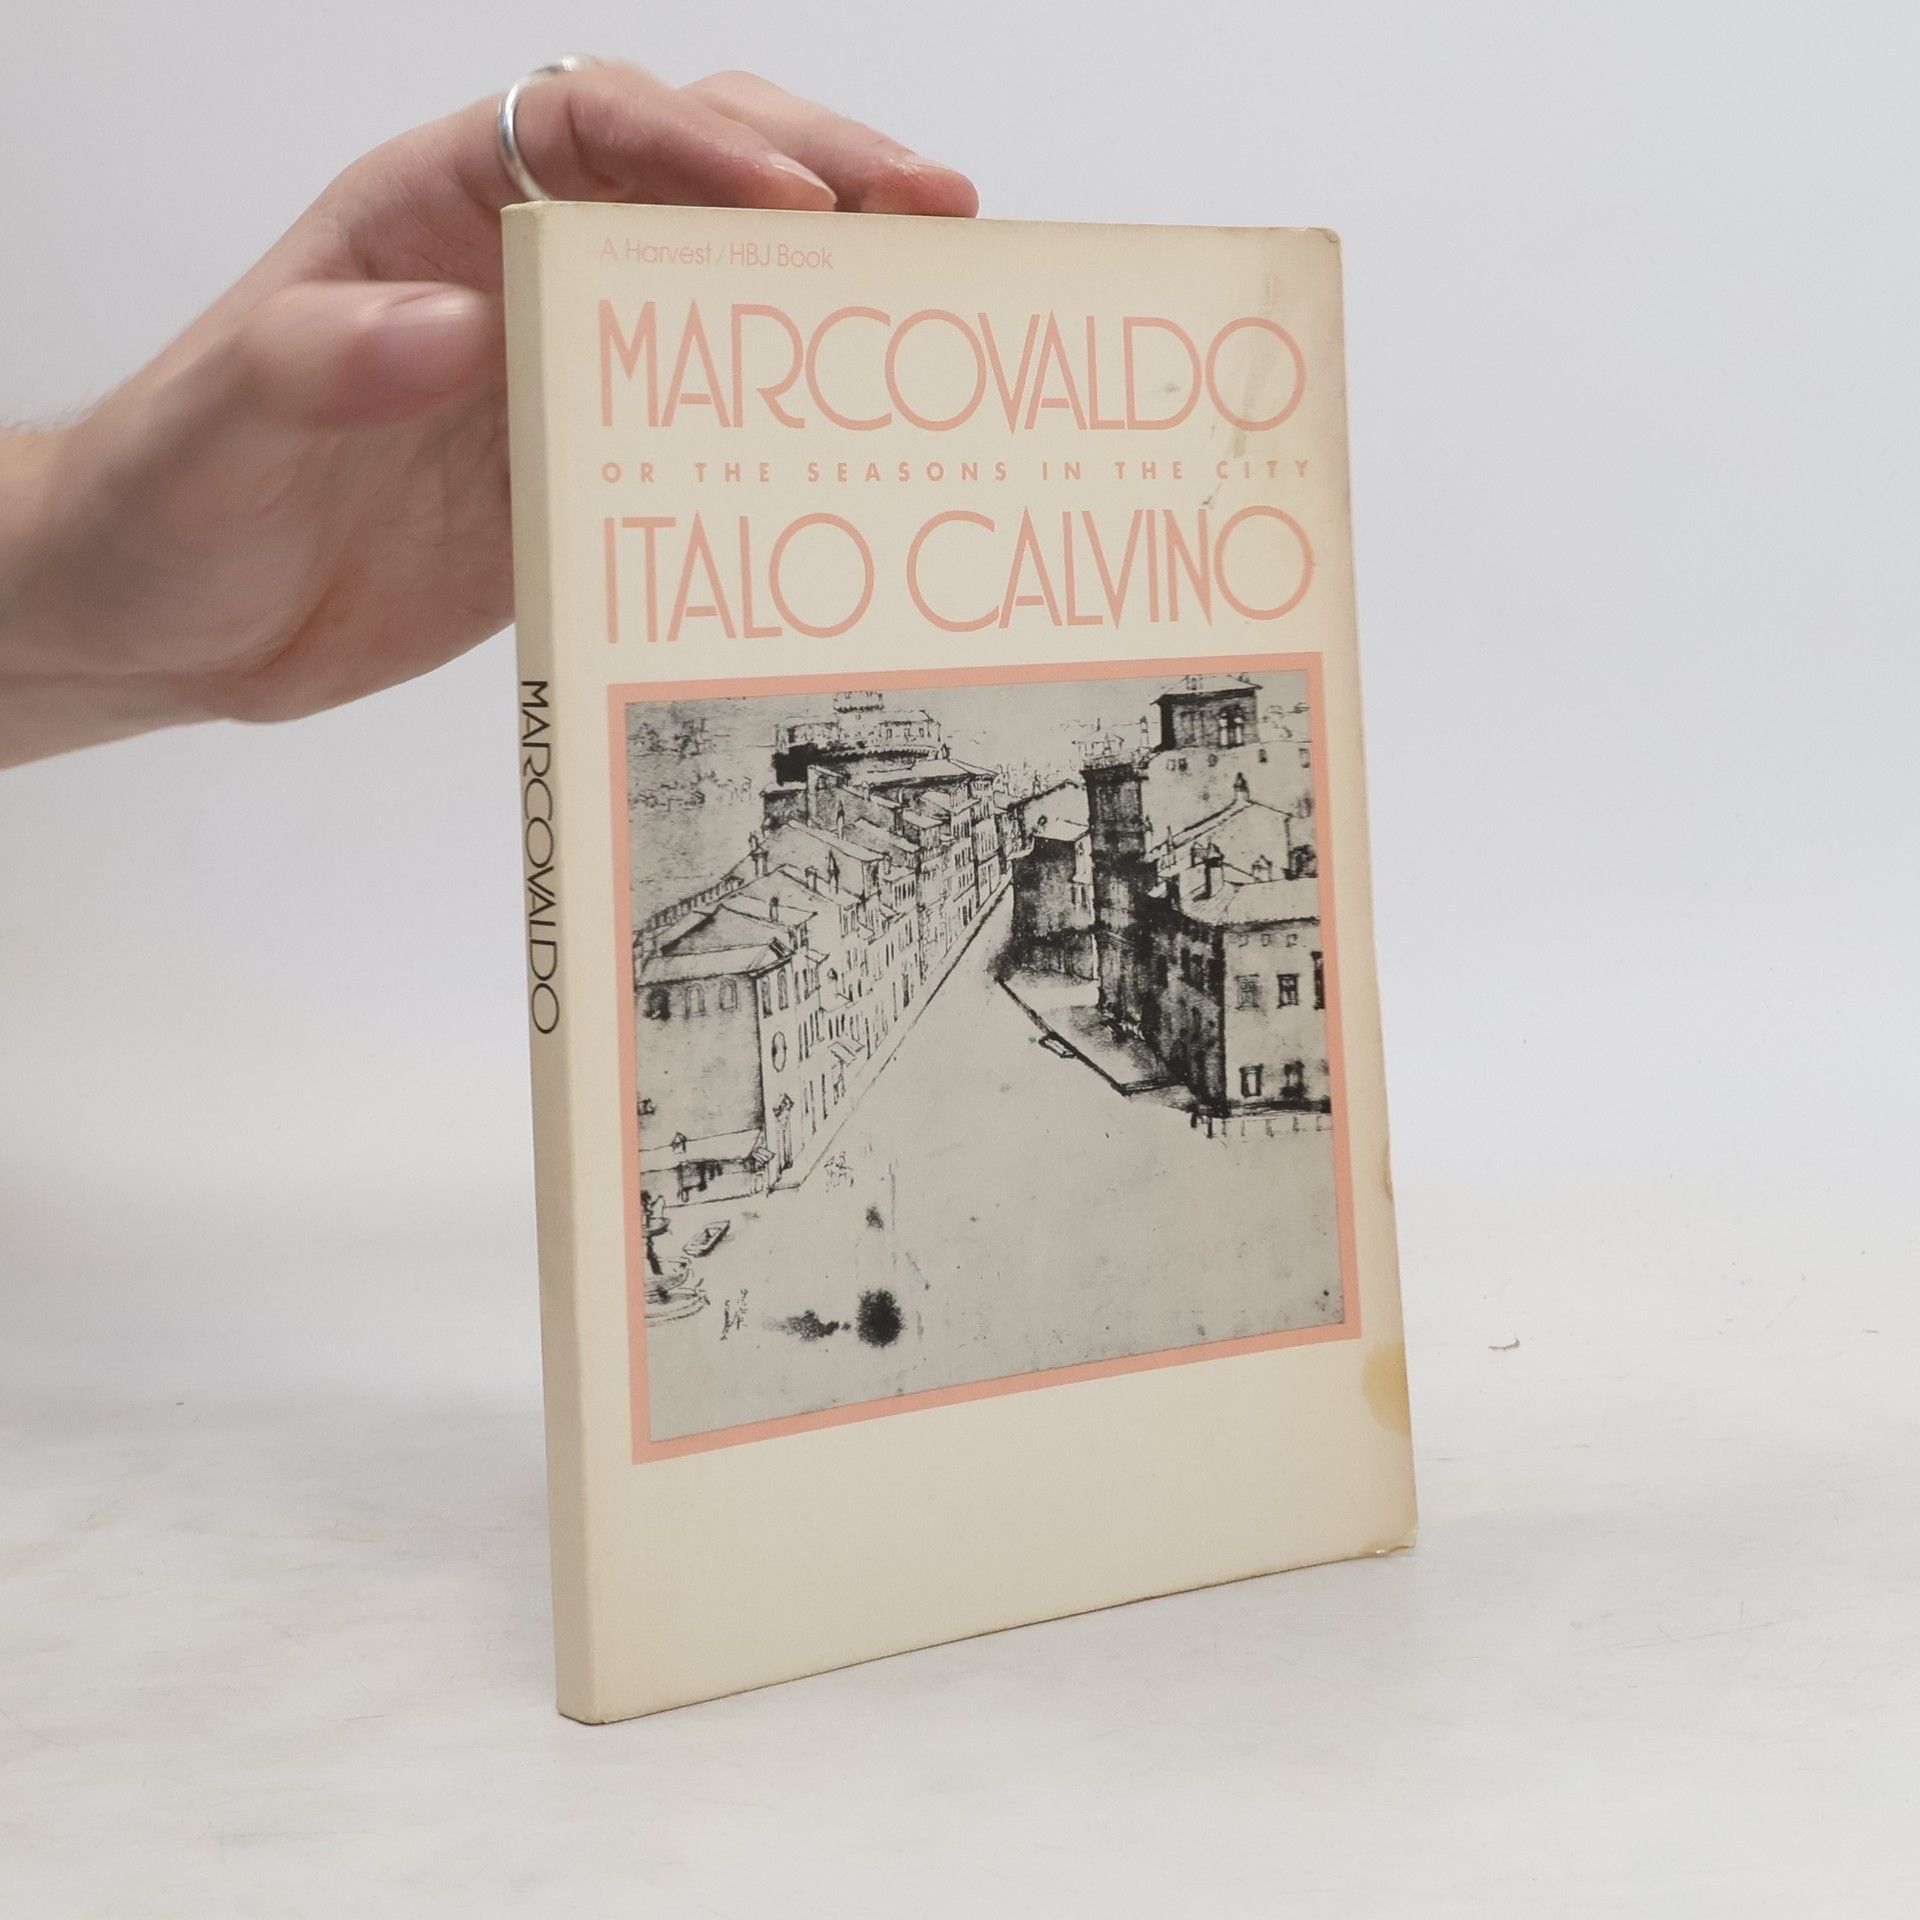 A Harvest/HBJ Book
MARCOVALDO
OR THE SEASONS IN THE CITY
ITALO CALVINO
MARCOVALDO